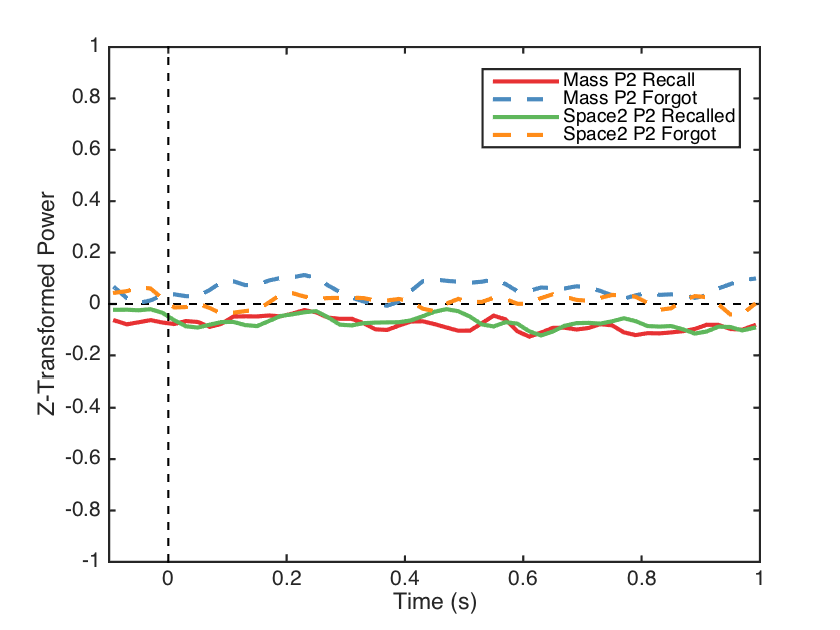 1
0.8
0.6
0.4
0.2
0
-0.2
-0.4
-0.6
-0.8
-1
Z-Transformed Power
Mass P2 Recall
Mass P2 Forgot
Space2 P2 Recalled
Space2 P2 Forgot
0
0.2
0.4
0.6
0.8
1
Time (s)